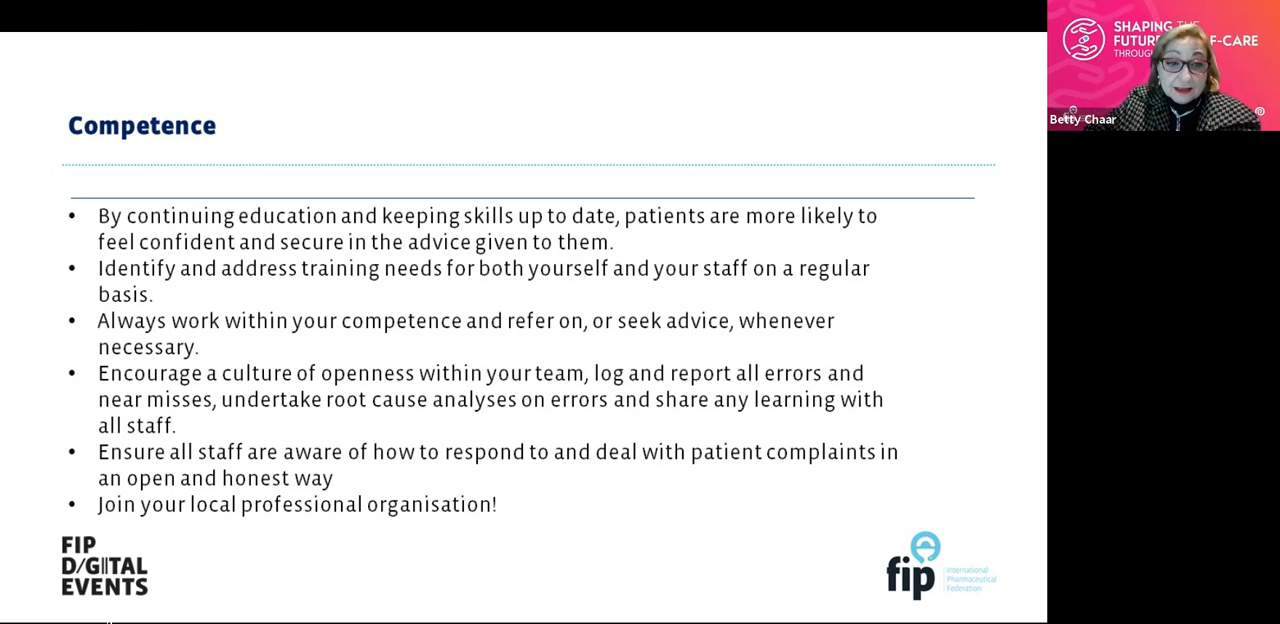 Competence
• By continuing education and keeping skills up to date, patients are more likely to
feel confident and secure in the advice given to them.
• Identify and address training needs for both yourself and your staff on a regular
basis.
• Always work within your competence and refer on, or seek advice, whenever
necessary.
• Encourage a culture of openness within your team, log and report all errors and
near misses, undertake root cause analyses on errors and share any learning with
all staff.
• Ensure all staff are aware of how to respond to and deal with patient complaints in
an open and honest way
• Join your local professional organisation!
FIP
D/GITAL
EVENTS
fip
International
Pharmaceutical
Federation
SHAPING THE
F-CARE
Betty Chaar